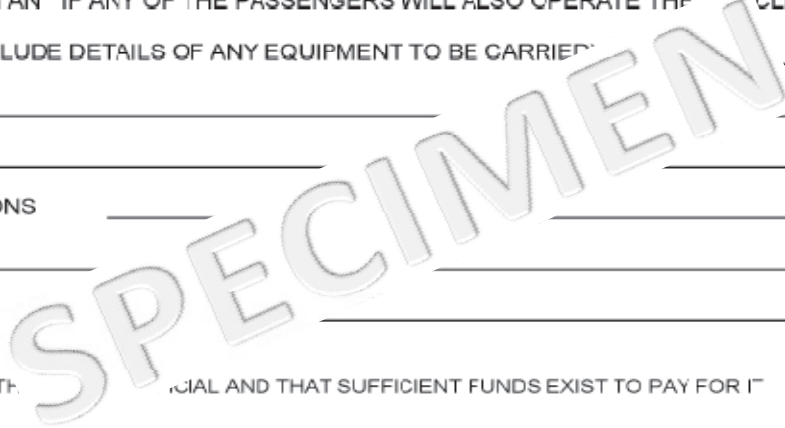 IF ANY OF THE PASSENGERS WILL ALSO OPERATE THE
LUDE DETAILS OF ANY EQUIPMENT TO BE CARRIED
ONS
SPECIMEN
ICIAL AND THAT SUFFICIENT FUNDS EXIST TO PAY FOR IT